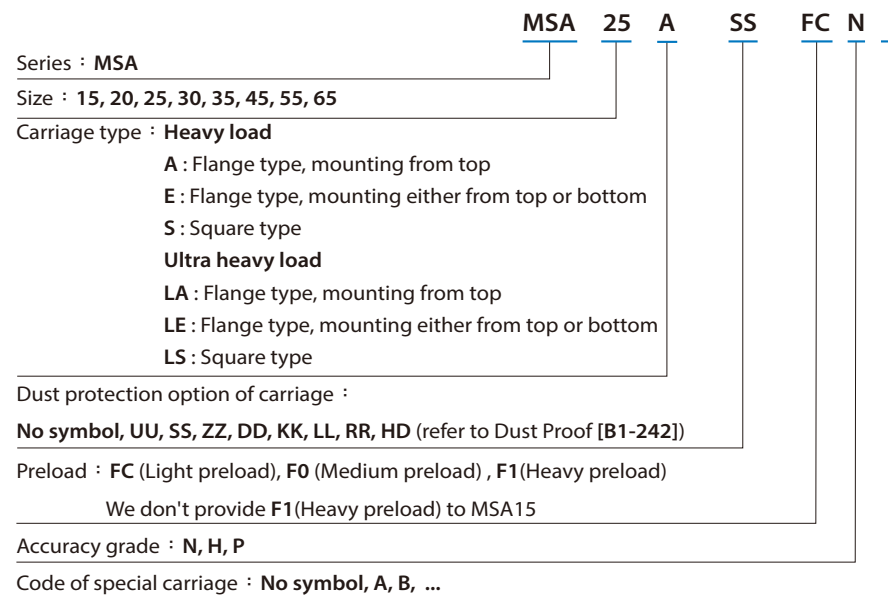 MSA 25 A SS FC N
Series : MSA
Size : 15, 20, 25, 30, 35, 45, 55, 65
Carriage type : Heavy load
A : Flange type, mounting from top
E : Flange type, mounting either from top or bottom
S : Square type
Ultra heavy load
LA : Flange type, mounting from top
LE : Flange type, mounting either from top or bottom
LS : Square type
Dust protection option of carriage :
No symbol, UU, SS, ZZ, DD, KK, LL, RR, HD (refer to Dust Proof [B1-242])
Preload : FC (Light preload), F0 (Medium preload) , F1(Heavy preload)
We don't provide F1(Heavy preload) to MSA15
Accuracy grade : N, H, P
Code of special carriage : No symbol, A, B, ...